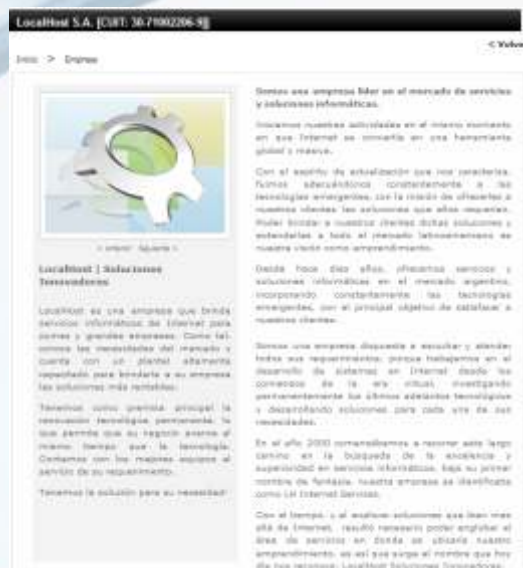 LocalHost S.A. [CUIT: 30-71002206-9]
< Volve
Inicio > Empresa
Somos una empresa líder en el mercado de servicios
y soluciones informáticas.
Iniciamos nuestras actividades en el mismo momento
en que Internet se convertía en una herramienta
global y masiva.
Con el espíritu de actualización que nos caracteriza,
fuimos adecuándonos constantemente a las
tecnologías emergentes, con la misión de ofrecerles a
nuestros clientes las soluciones que ellos requerían.
Poder brindar a nuestros clientes dichas soluciones y
extenderlas a todo el mercado latinoamericano es
nuestra visión como emprendimiento.
Desde hace diez años, ofrecemos servicios y
soluciones informáticas en el mercado argentino,
incorporando constantemente las tecnologías
emergentes, con el principal objetivo de satisfacer a
nuestros clientes.
Somos una empresa dispuesta a escuchar y atender
todos sus requerimientos, porque trabajamos en el
desarrollo de sistemas en Internet desde los
comienzos de la era virtual, investigando
permanentemente los últimos adelantos tecnológicos
y desarrollando soluciones para cada una de sus
necesidades.
En el año 2000 comenzábamos a recorrer este largo
camino en la búsqueda de la excelencia y
superioridad en servicios informáticos, bajo su primer
nombre de fantasía, nuestra empresa se identificaba
como LH Internet Services.
Con el tiempo, y al explorar soluciones que iban mas
allá de Internet, resultó necesario poder englobar el
área de servicios en donde se ubicaría nuestro
emprendimiento, es así que surge el nombre que hoy
día nos reconoce, LocalHost Soluciones Innovadoras.
< Anterior Siguiente >
LocalHost | Soluciones
Innovadoras
LocalHost es una empresa que brinda
servicios informáticos de Internet para
pymes y grandes empresas. Como tal,
conoce las necesidades del mercado y
cuenta con un plantel altamente
capacitado para brindarle a su empresa
las soluciones más rentables.
Tenemos como premisa principal la
renovación tecnológica permanente, lo
que permite que su negocio avance al
mismo tiempo que la tecnología.
Contamos con los mejores equipos al
servicio de su requerimiento.
Tenemos la solución para su necesidad!